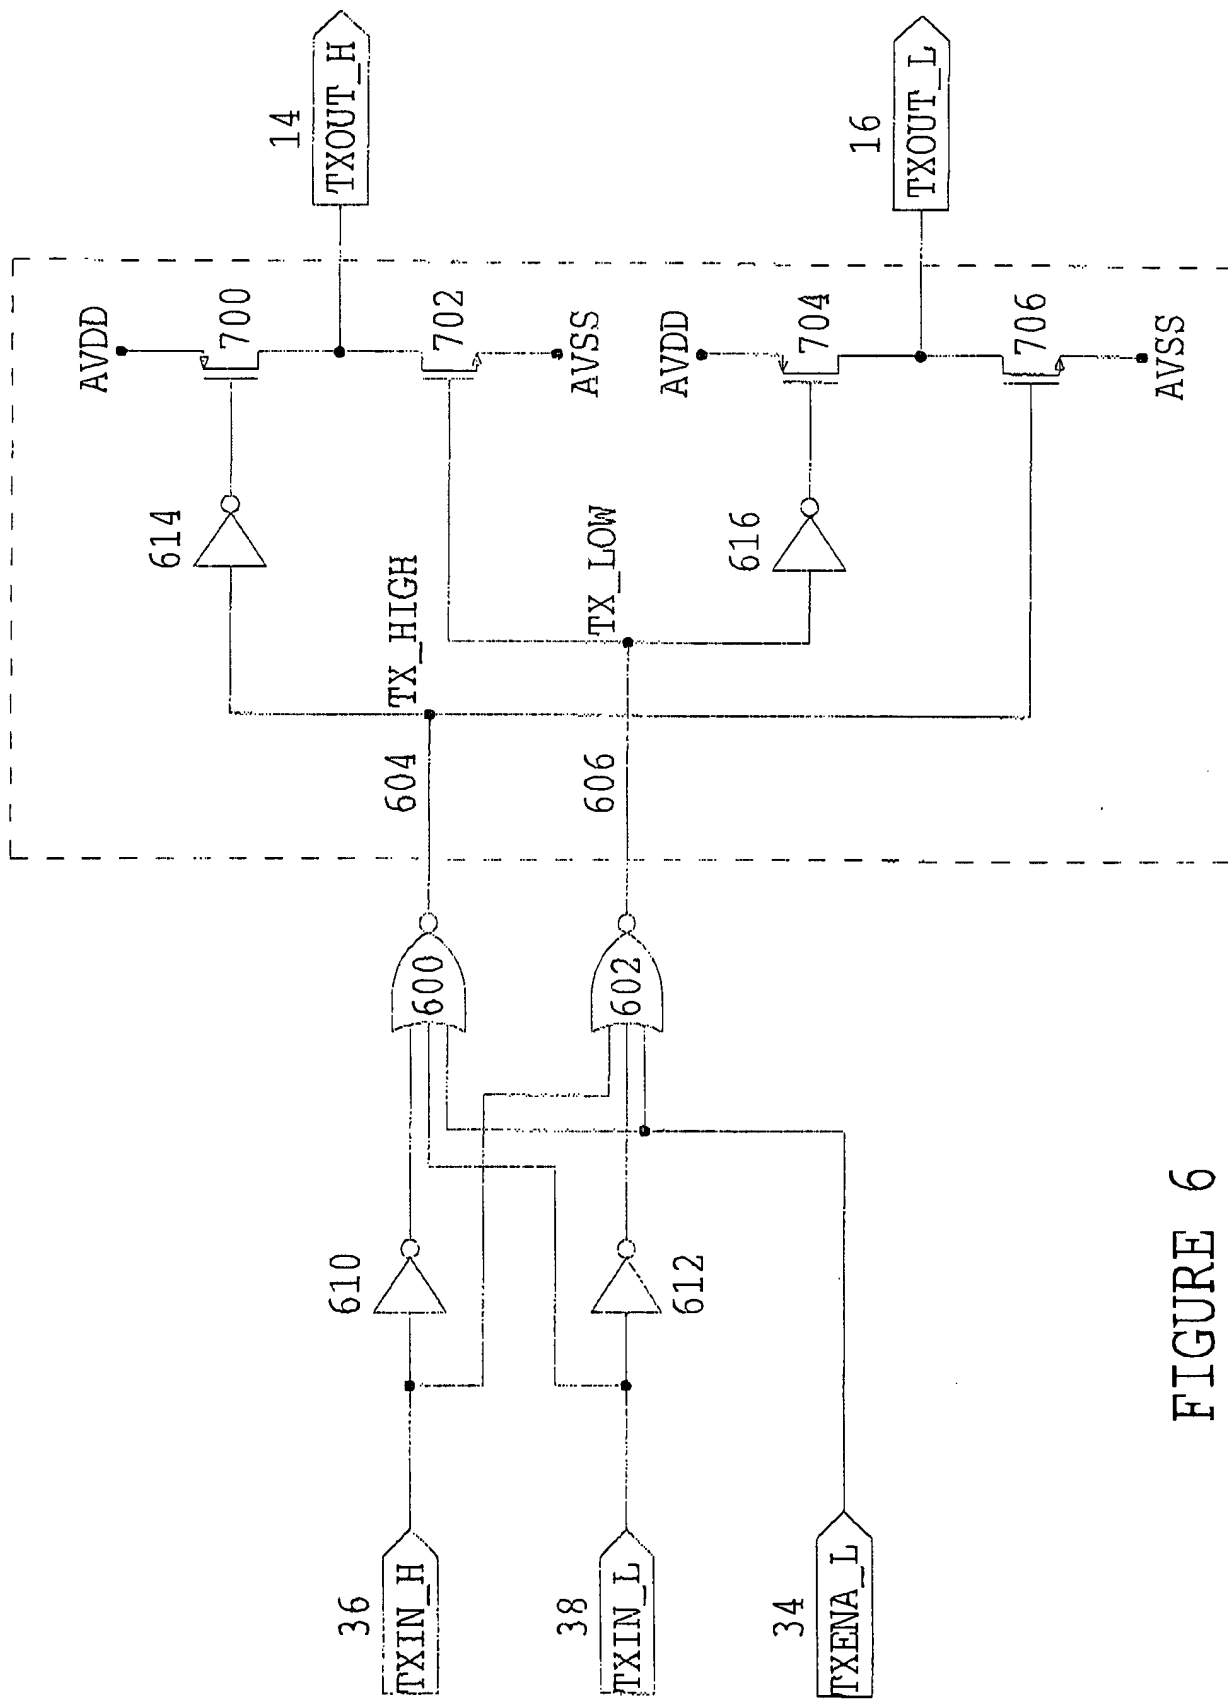 36
TXIN_H
38
TXIN_L
34
TXENA_L
610
612
600
602
604
606
TX_HIGH
TX_LOW
614
616
AVDD
700
702
AVSS
AVDD
704
706
AVSS
14
TXOUT_H
16
TXOUT_L
FIGURE 6